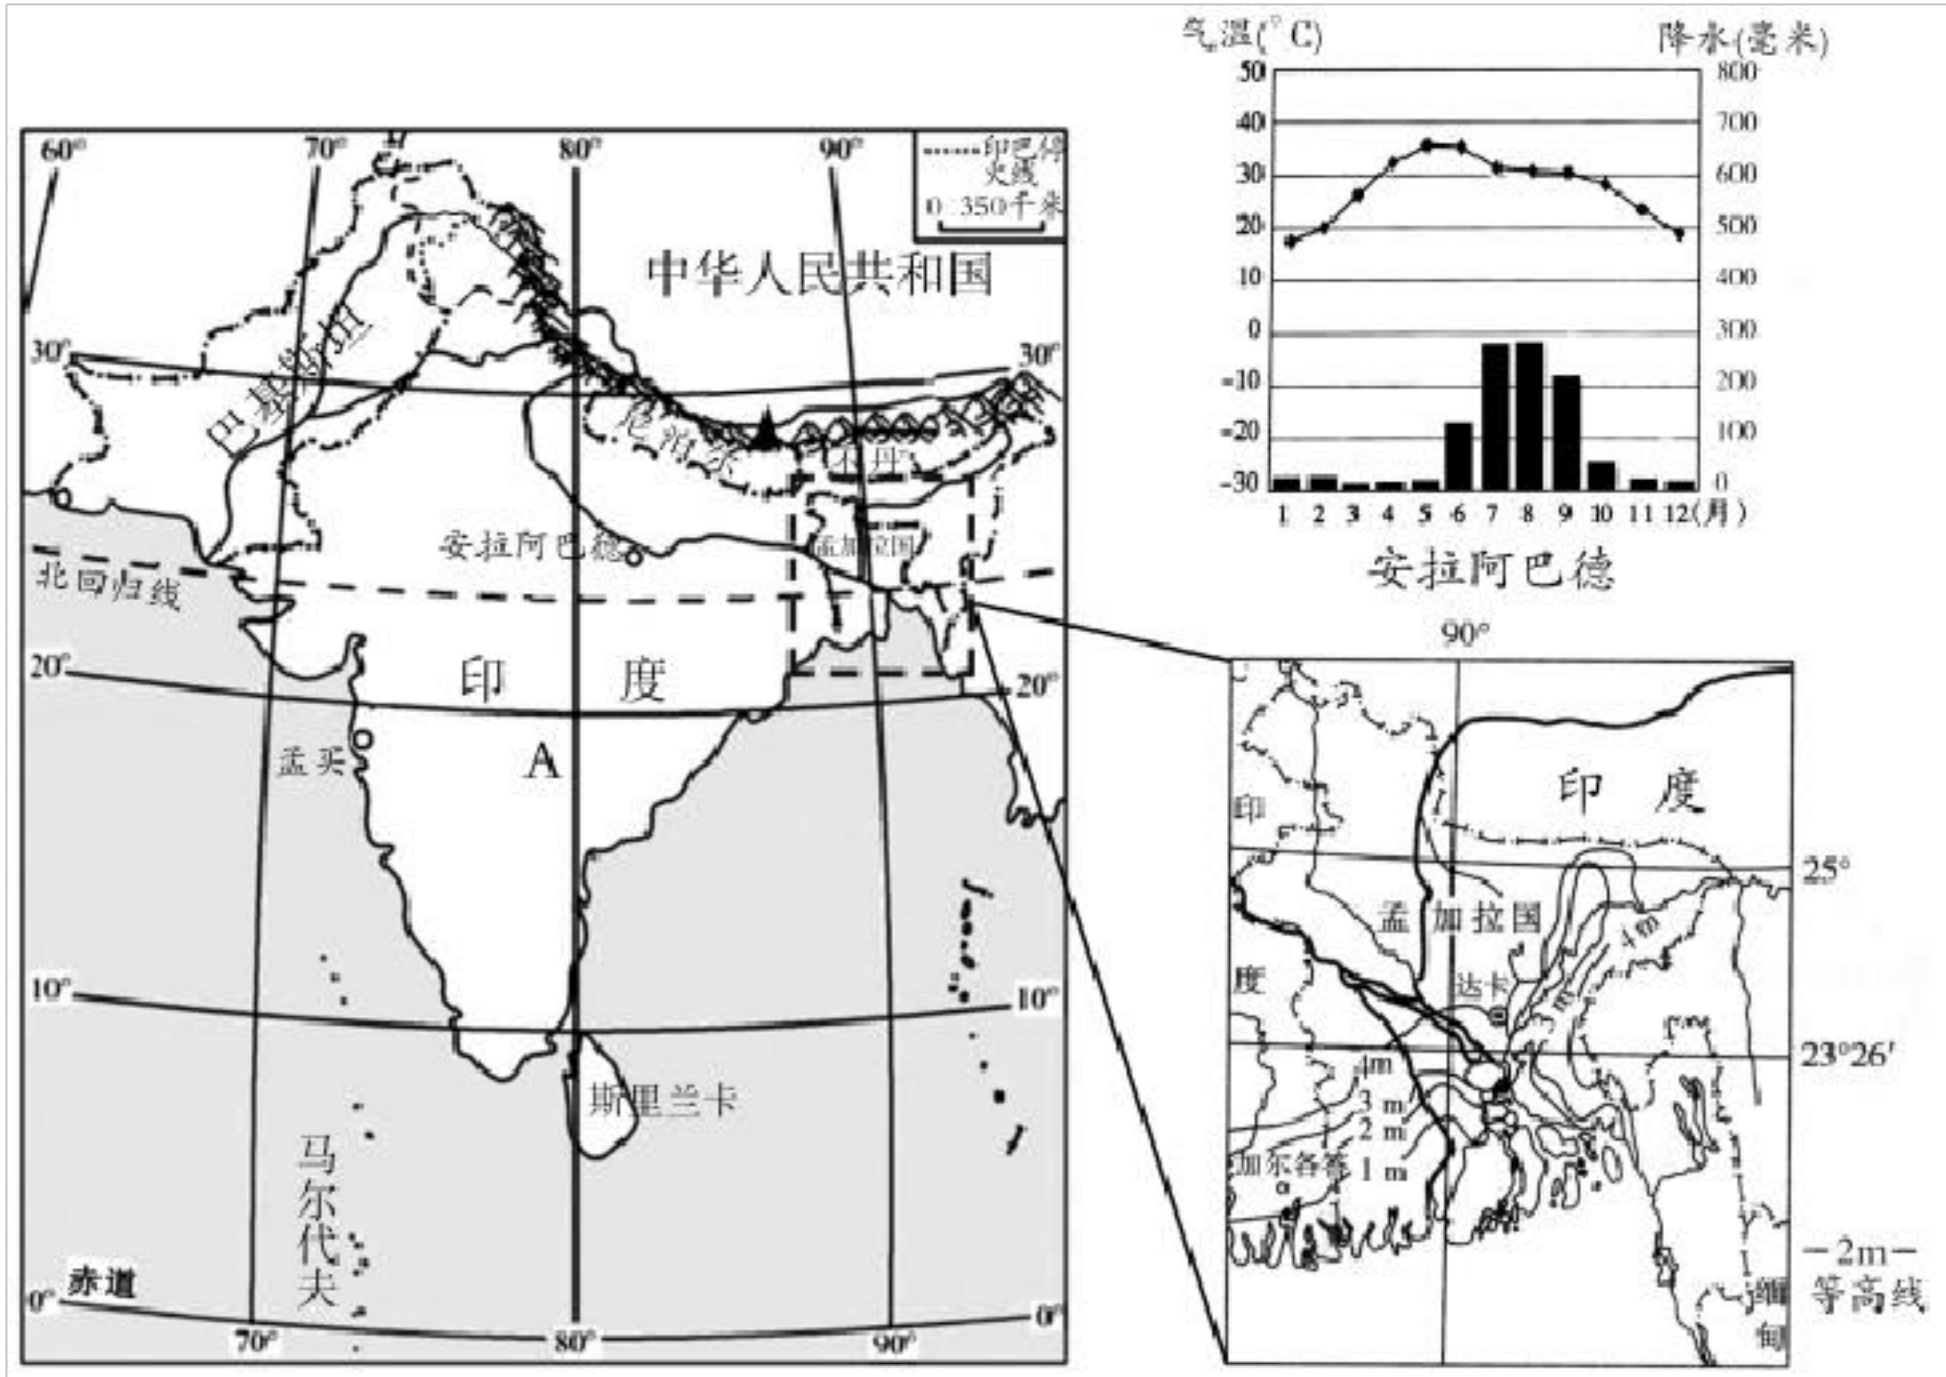 60°
70°
80°
90°
印巴停
火线
0 350千米
中华人民共和国
巴基斯坦
30°
30°
尼泊尔
不丹
安拉阿巴德
孟加拉国
北回归线
20°
印 度
20°
孟买
A
10°
10°
斯里兰卡
马尔代夫
赤道
0°
0°
70°
80°
90°
气温(°C)
降水(毫米)
50
800
40
700
30
600
20
500
10
400
0
300
-10
200
-20
100
-30
0
1 2 3 4 5 6 7 8 9 10 11 12(月)
安拉阿巴德
90°
印 度
印
25°
孟加拉国
4m
度
达卡
m
23°26′
4m
3 m
2 m
加尔各答
1 m
-2m-
等高线
缅甸